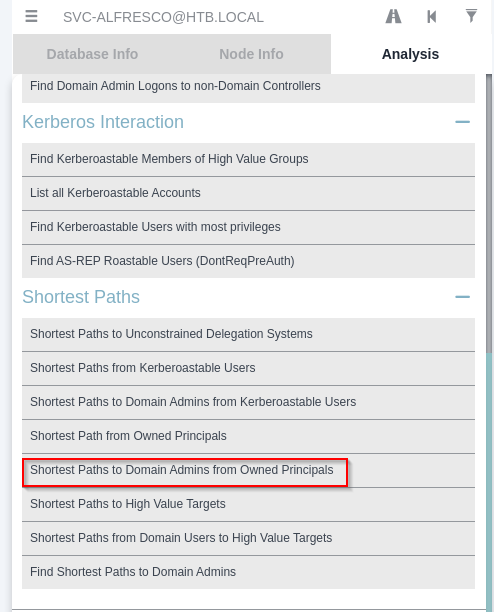 SVC-ALFRESCO@HTB.LOCAL
Database Info Node Info Analysis
Find Domain Admin Logons to non-Domain Controllers
Kerberos Interaction
Find Kerberoastable Members of High Value Groups
List all Kerberoastable Accounts
Find Kerberoastable Users with most privileges
Find AS-REP Roastable Users (DontReqPreAuth)
Shortest Paths
Shortest Paths to Unconstrained Delegation Systems
Shortest Paths from Kerberoastable Users
Shortest Paths to Domain Admins from Kerberoastable Users
Shortest Path from Owned Principals
Shortest Paths to Domain Admins from Owned Principals
Shortest Paths to High Value Targets
Shortest Paths from Domain Users to High Value Targets
Find Shortest Paths to Domain Admins